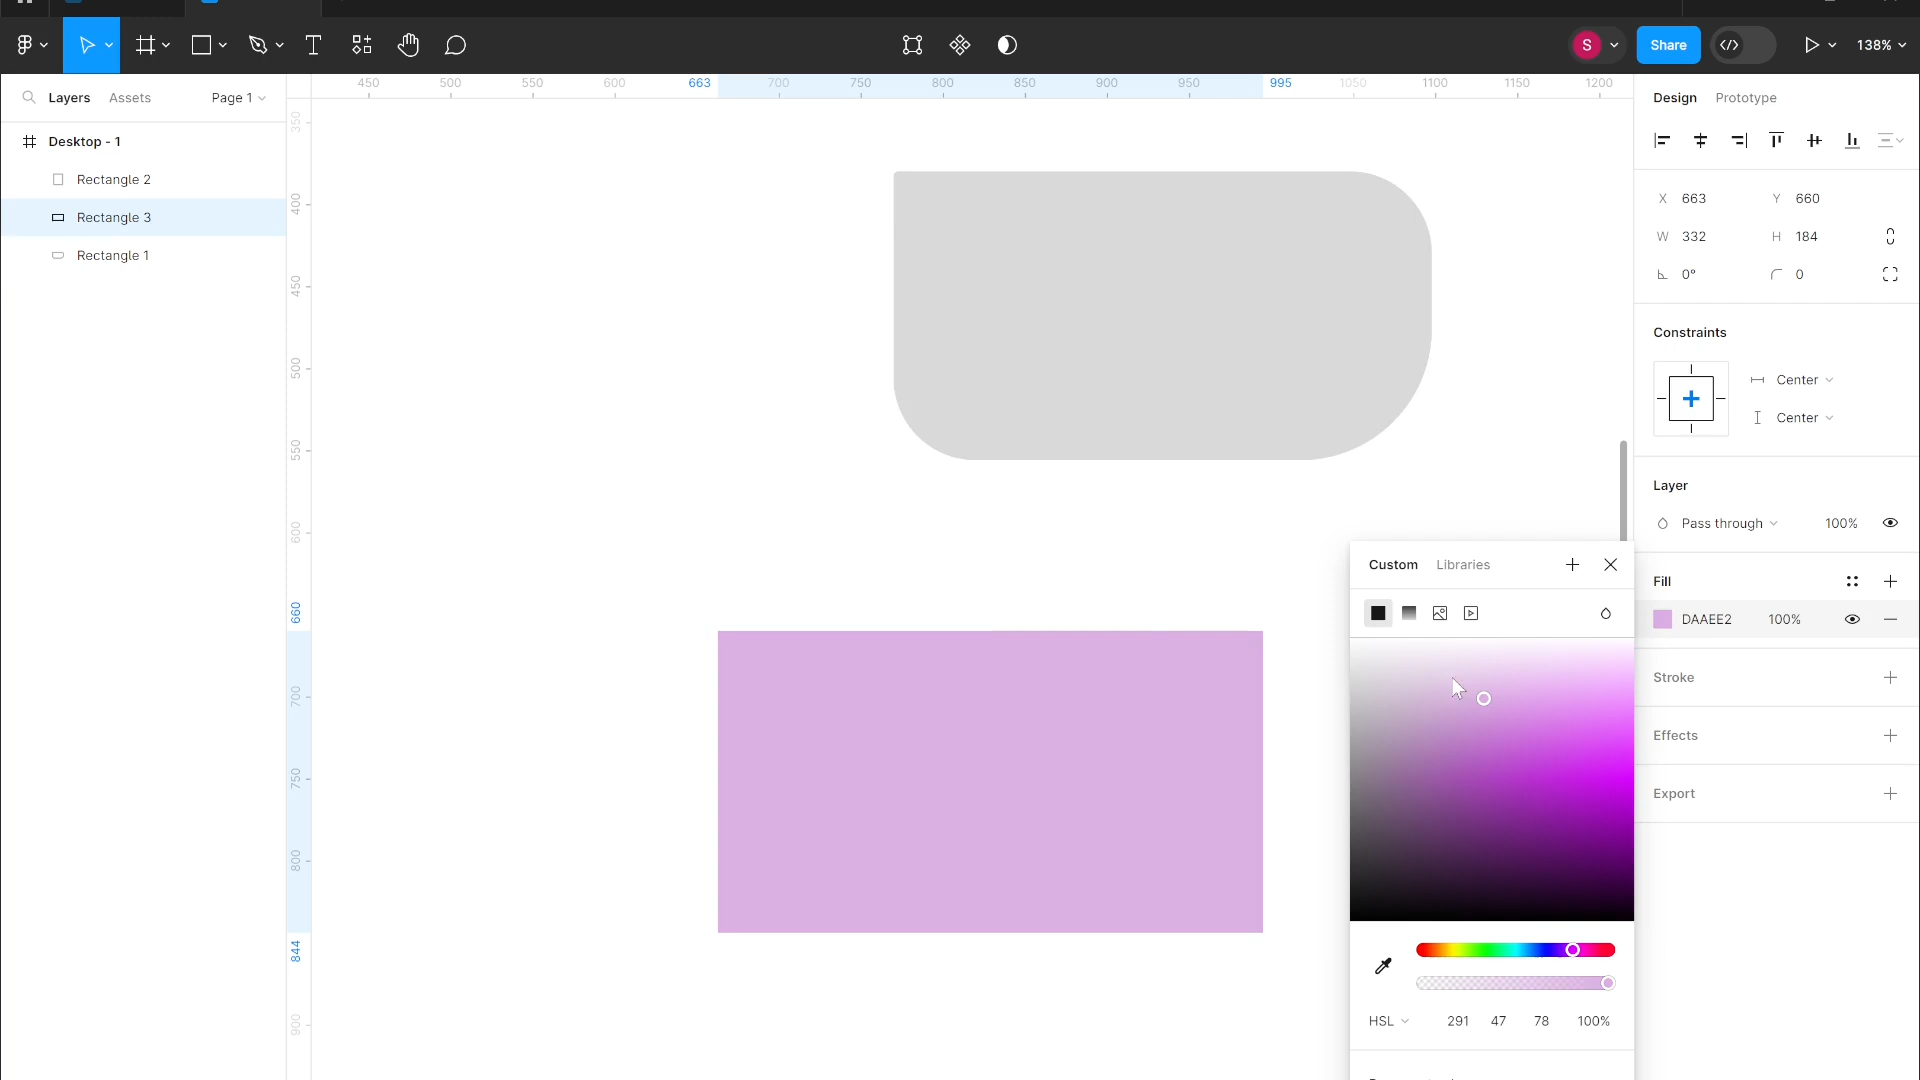 S
Share
138%
Layers
Assets
Page 1
450 500 550 600 663 700 750 800 850 900 950 995 1050 1100 1150 1200
Design
Prototype
Desktop - 1
Rectangle 2
Rectangle 3
Rectangle 1
350
400
450
500
550
600
660
700
750
800
844
900
X 663 Y 660
W 332 H 184
0° 0
Constraints
Center
Center
Layer
Pass through 100%
Custom
Libraries
Fill
DAAEE2 100%
Stroke
Effects
Export
HSL 291 47 78 100%